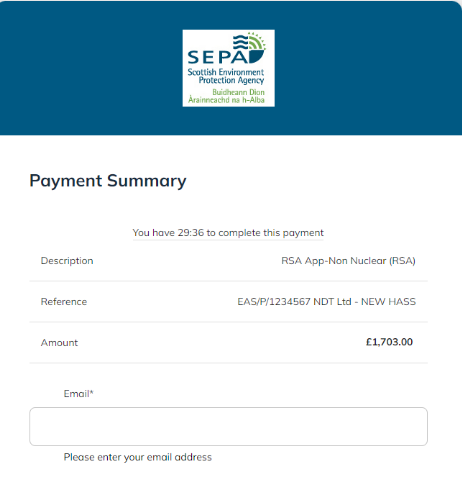 SEPA
Scottish Environment
Protection Agency
Buidheann Dìon
Àrainneachd na h-Alba
Payment Summary
You have 29:36 to complete this payment
Description RSA App-Non Nuclear (RSA)
Reference EAS/P/1234567 NDT Ltd - NEW HASS
Amount £1,703.00
Email*
Please enter your email address